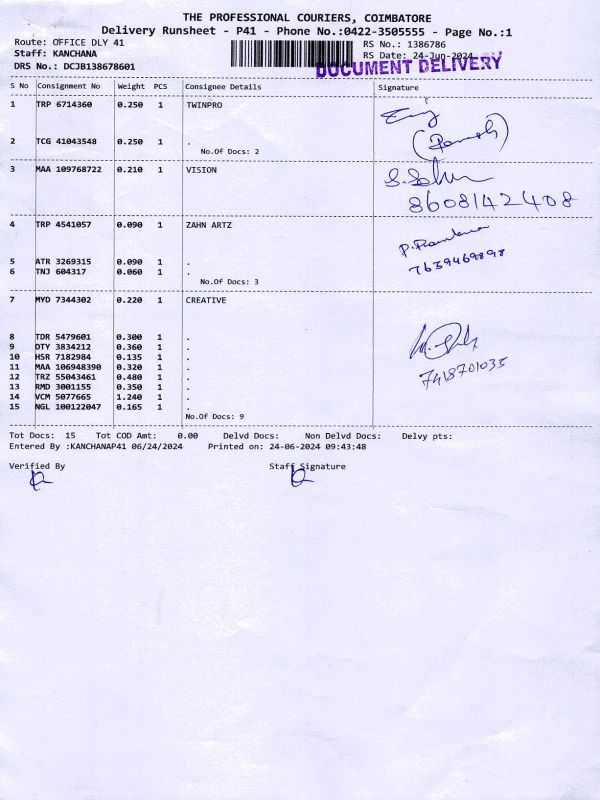 THE PROFESSIONAL COURIERS, COIMBATORE
Delivery Runsheet - P41 - Phone No.:0422-3505555 - Page No.:1
Route: OFFICE DLY 41 RS No.: 1386786
Staff: KANCHANA RS Date: 24-Jun-2024
DRS No.: DCJB138678601 DOCUMENT DELIVERY
S No Consignment No Weight PCS Consignee Details Signature
1 TRP 6714360 0.250 1 TWINPRO
2 TCG 41043548 0.250 1 .
No.Of Docs: 2
3 MAA 109768722 0.210 1 VISION
8608142408
4 TRP 4541057 0.090 1 ZAHN ARTZ
5 ATR 3269315 0.090 1 .
7639469898
6 TNJ 604317 0.060 1 .
No.Of Docs: 3
7 MYD 7344302 0.220 1 CREATIVE
8 TDR 5479601 0.300 1 .
9 DTY 3834212 0.360 1 .
10 HSR 7182984 0.135 1 .
11 MAA 106948390 0.320 1 .
7418701035
12 TRZ 55043461 0.480 1 .
13 RMD 3001155 0.350 1 .
14 VCM 5077665 1.240 1 .
15 NGL 100122047 0.165 1 .
No.Of Docs: 9
Tot Docs: 15 Tot COD Amt: 0.00 Delvd Docs: Non Delvd Docs: Delvy pts:
Entered By :KANCHANAP41 06/24/2024 Printed on: 24-06-2024 09:43:48
Verified By Staff Signature